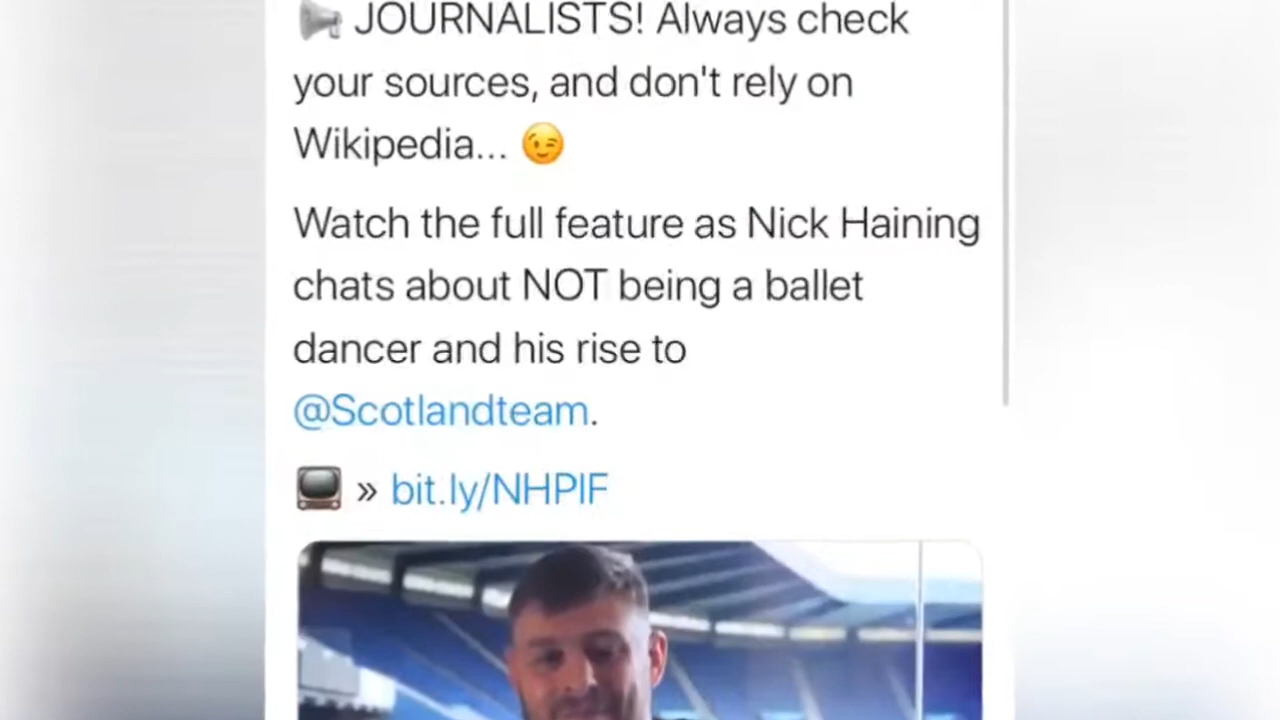 📢 JOURNALISTS! Always check
your sources, and don't rely on
Wikipedia... 😉
Watch the full feature as Nick Haining
chats about NOT being a ballet
dancer and his rise to
@Scotlandteam.
📺 » bit.ly/NHPIF